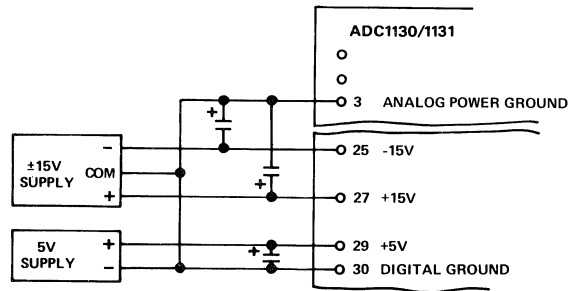 ADC1130/1131
+
3 ANALOG POWER GROUND
−
25 -15V
±15V
SUPPLY
COM
+
+
27 +15V
5V
SUPPLY
+
+
29 +5V
−
30 DIGITAL GROUND